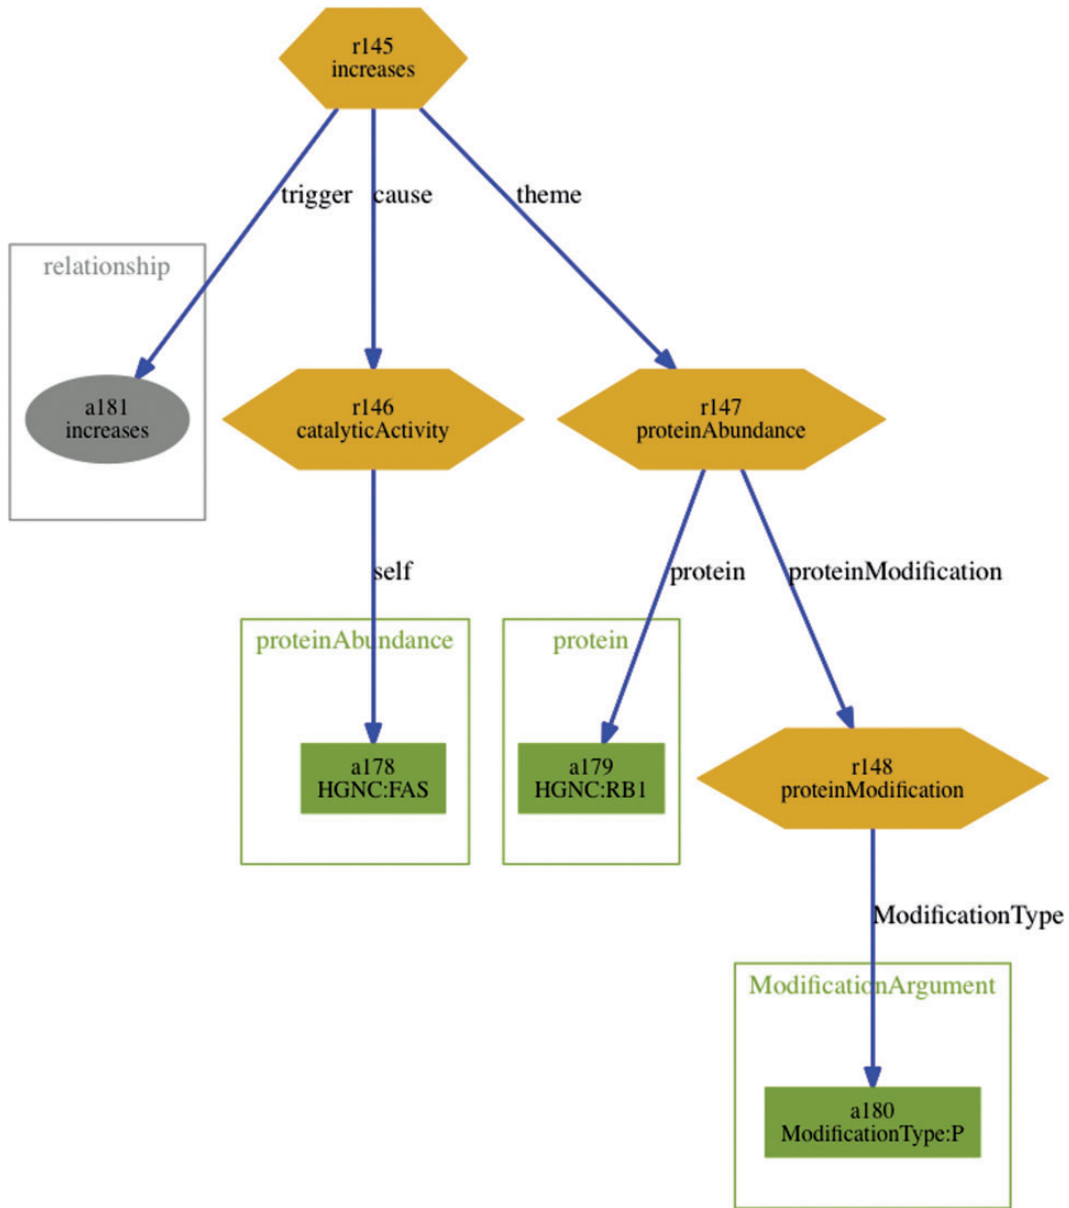 r145
increases
trigger
cause
theme
relationship
a181
increases
r146
catalyticActivity
r147
proteinAbundance
self
protein
proteinModification
proteinAbundance
protein
a178
HGNC:FAS
a179
HGNC:RB1
r148
proteinModification
ModificationType
ModificationArgument
a180
ModificationType:P